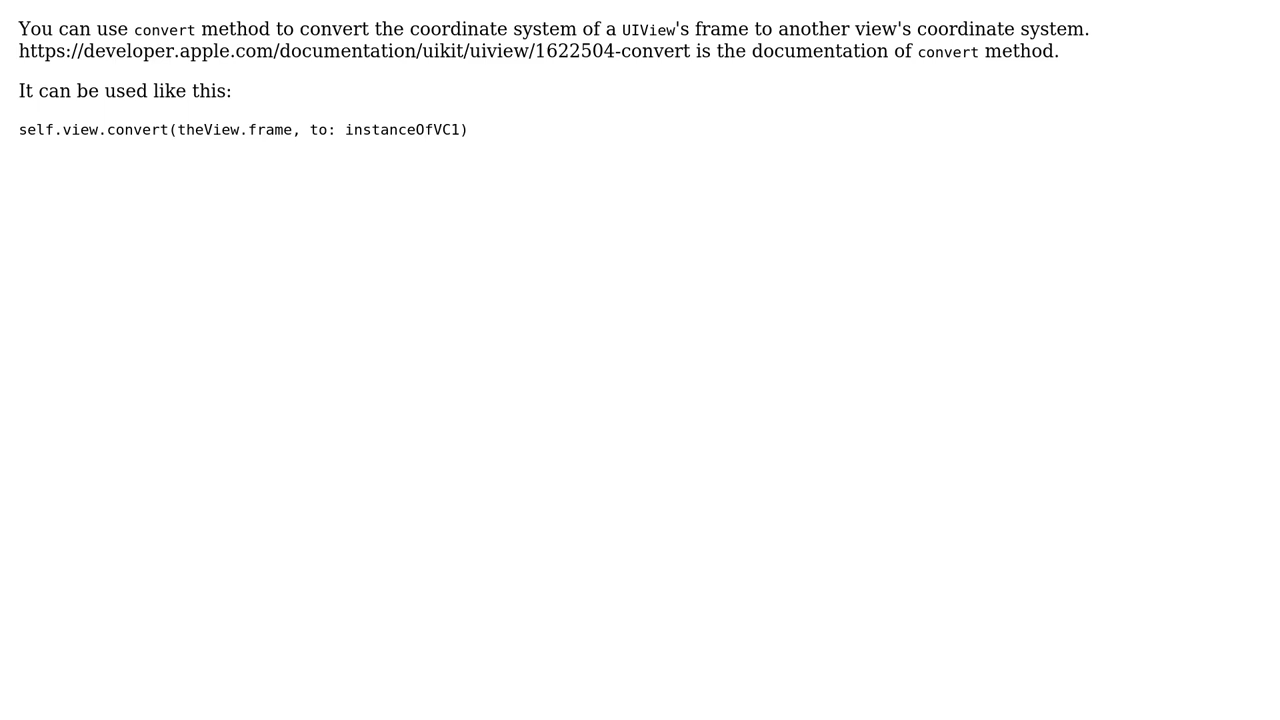 You can use convert method to convert the coordinate system of a UIView's frame to another view's coordinate system.
https://developer.apple.com/documentation/uikit/uiview/1622504-convert is the documentation of convert method.
It can be used like this:
self.view.convert(theView.frame, to: instanceOfVC1)